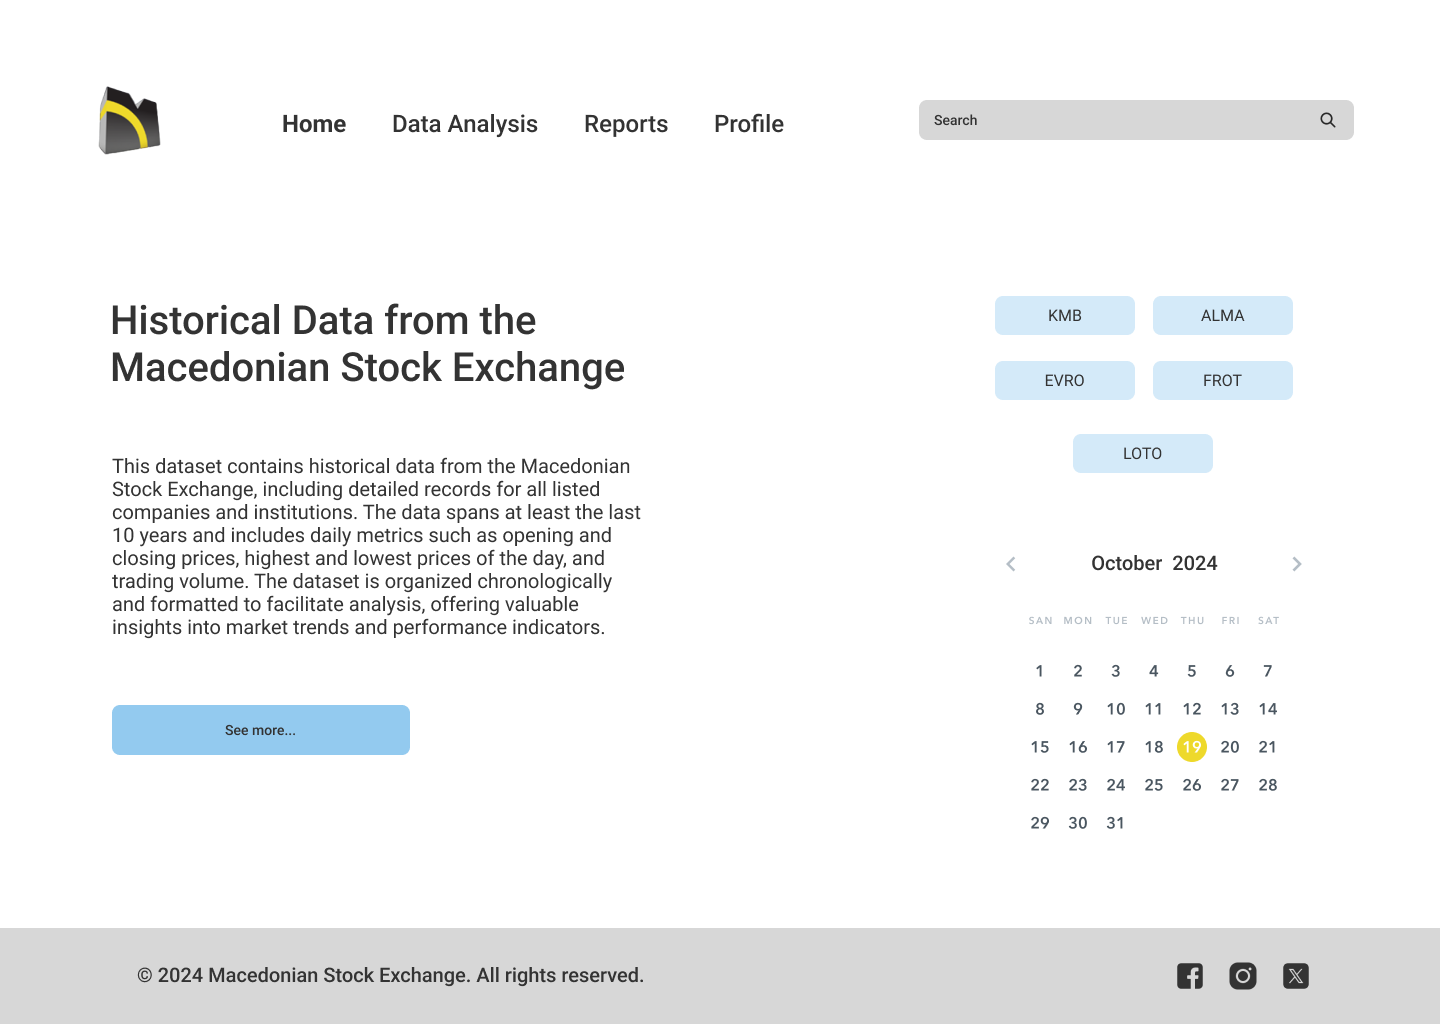 Home Data Analysis Reports Profile
Search
Historical Data from the
Macedonian Stock Exchange
This dataset contains historical data from the Macedonian
Stock Exchange, including detailed records for all listed
companies and institutions. The data spans at least the last
10 years and includes daily metrics such as opening and
closing prices, highest and lowest prices of the day, and
trading volume. The dataset is organized chronologically
and formatted to facilitate analysis, offering valuable
insights into market trends and performance indicators.
See more...
KMB ALMA
EVRO FROT
LOTO
October 2024
SAN MON TUE WED THU FRI SAT
1 2 3 4 5 6 7
8 9 10 11 12 13 14
15 16 17 18 19 20 21
22 23 24 25 26 27 28
29 30 31
© 2024 Macedonian Stock Exchange. All rights reserved.